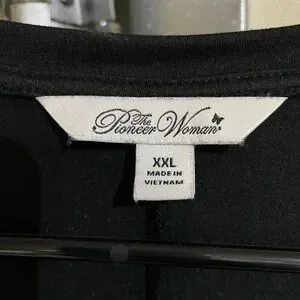 The
Pioneer Woman
XXL
MADE IN
VIETNAM